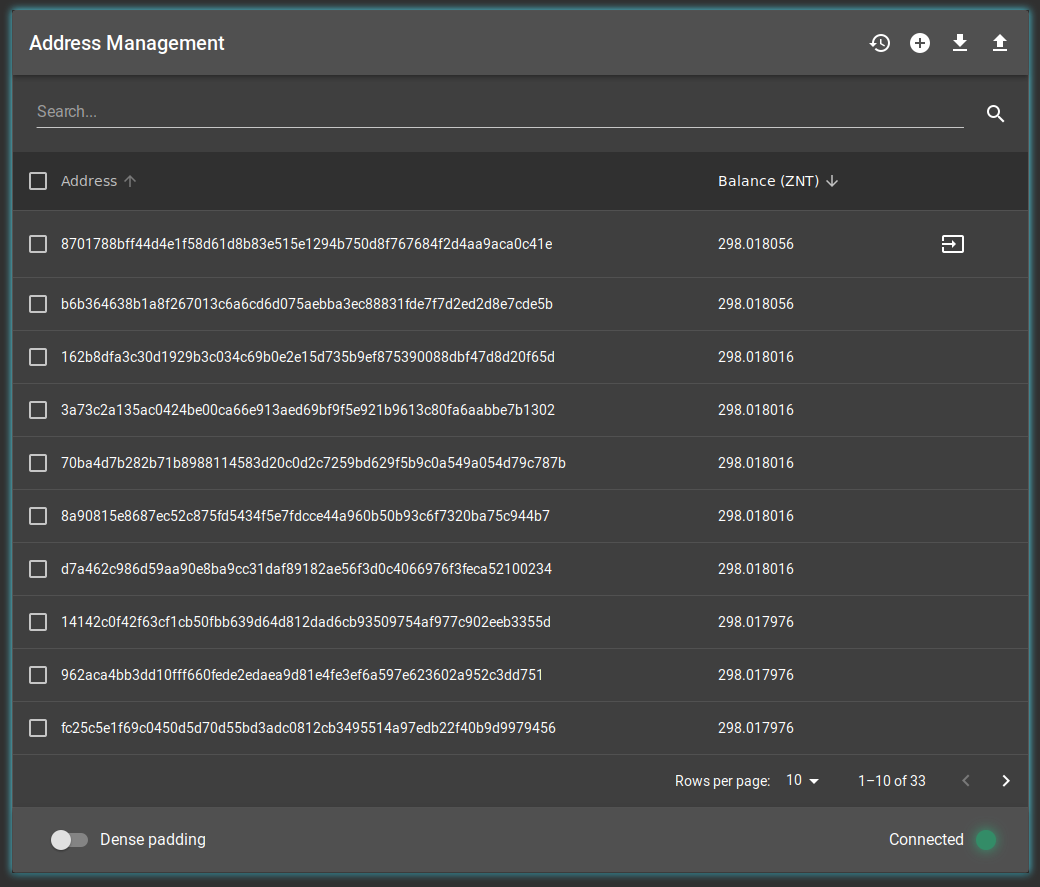 Address Management
Search...
Address Balance (ZNT)
8701788bff44d4e1f58d61d8b83e515e1294b750d8f767684f2d4aa9aca0c41e 298.018056
b6b364638b1a8f267013c6a6cd6d075aebba3ec88831fde7f7d2ed2d8e7cde5b 298.018056
162b8dfa3c30d1929b3c034c69b0e2e15d735b9ef875390088dbf47d8d20f65d 298.018016
3a73c2a135ac0424be00ca66e913aed69bf9f5e921b9613c80fa6aabbe7b1302 298.018016
70ba4d7b282b71b8988114583d20c0d2c7259bd629f5b9c0a549a054d79c787b 298.018016
8a90815e8687ec52c875fd5434f5e7fdcce44a960b50b93c6f7320ba75c944b7 298.018016
d7a462c986d59aa90e8ba9cc31daf89182ae56f3d0c4066976f3feca52100234 298.018016
14142c0f42f63cf1cb50fbb639d64d812dad6cb93509754af977c902eeb3355d 298.017976
962aca4bb3dd10fff660fede2edaea9d81e4fe3ef6a597e623602a952c3dd751 298.017976
fc25c5e1f69c0450d5d70d55bd3adc0812cb3495514a97edb22f40b9d9979456 298.017976
Rows per page: 10 1–10 of 33
Dense padding Connected